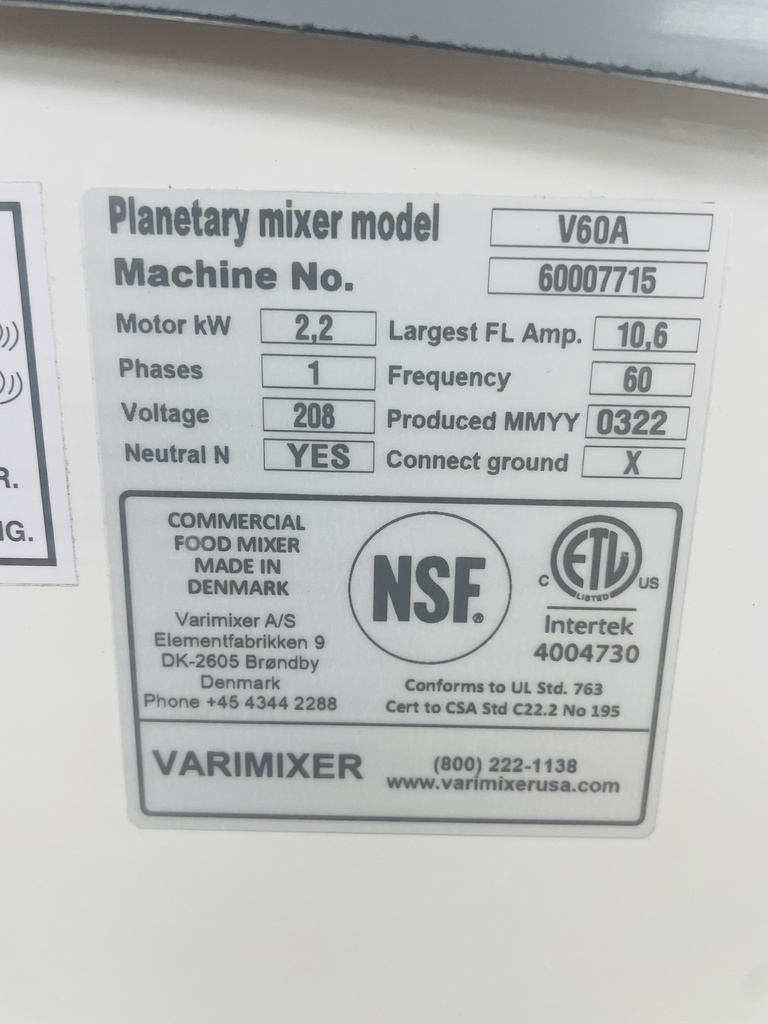 Planetary mixer model V60A
Machine No. 60007715
Motor kW 2,2 Largest FL Amp. 10,6
Phases 1 Frequency 60
Voltage 208 Produced MMYY 0322
Neutral N YES Connect ground X
COMMERCIAL
FOOD MIXER
MADE IN
DENMARK
Varimixer A/S
Elementfabrikken 9
DK-2605 Brøndby
Denmark
Phone +45 4344 2288
NSF®
C ETL US
LISTED
Intertek
4004730
Conforms to UL Std. 763
Cert to CSA Std C22.2 No 195
VARIMIXER
(800) 222-1138
www.varimixerusa.com